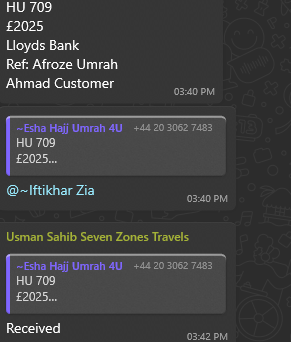 HU 709
£2025
Lloyds Bank
Ref: Afroze Umrah
Ahmad Customer
03:40 PM
~Esha Hajj Umrah 4U +44 20 3062 7483
HU 709
£2025...
@~Iftikhar Zia
03:40 PM
Usman Sahib Seven Zones Travels
~Esha Hajj Umrah 4U +44 20 3062 7483
HU 709
£2025...
Received
03:42 PM